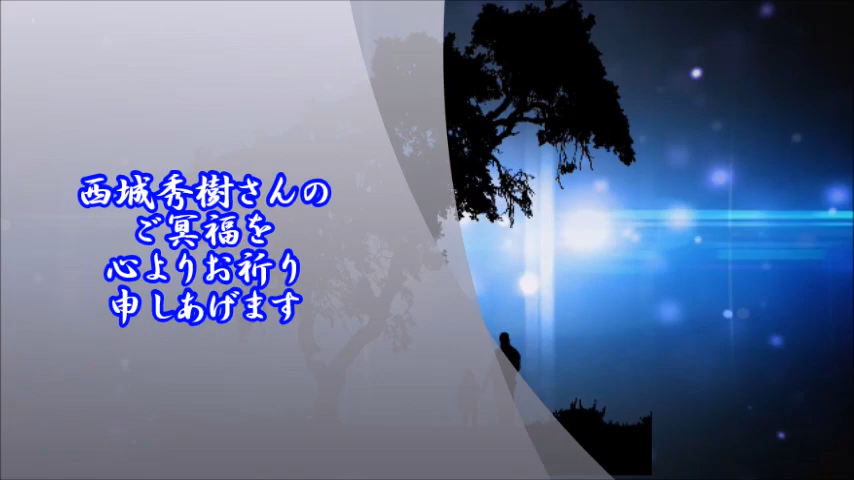 西城秀樹さんの
ご冥福を
心よりお祈り
申しあげます